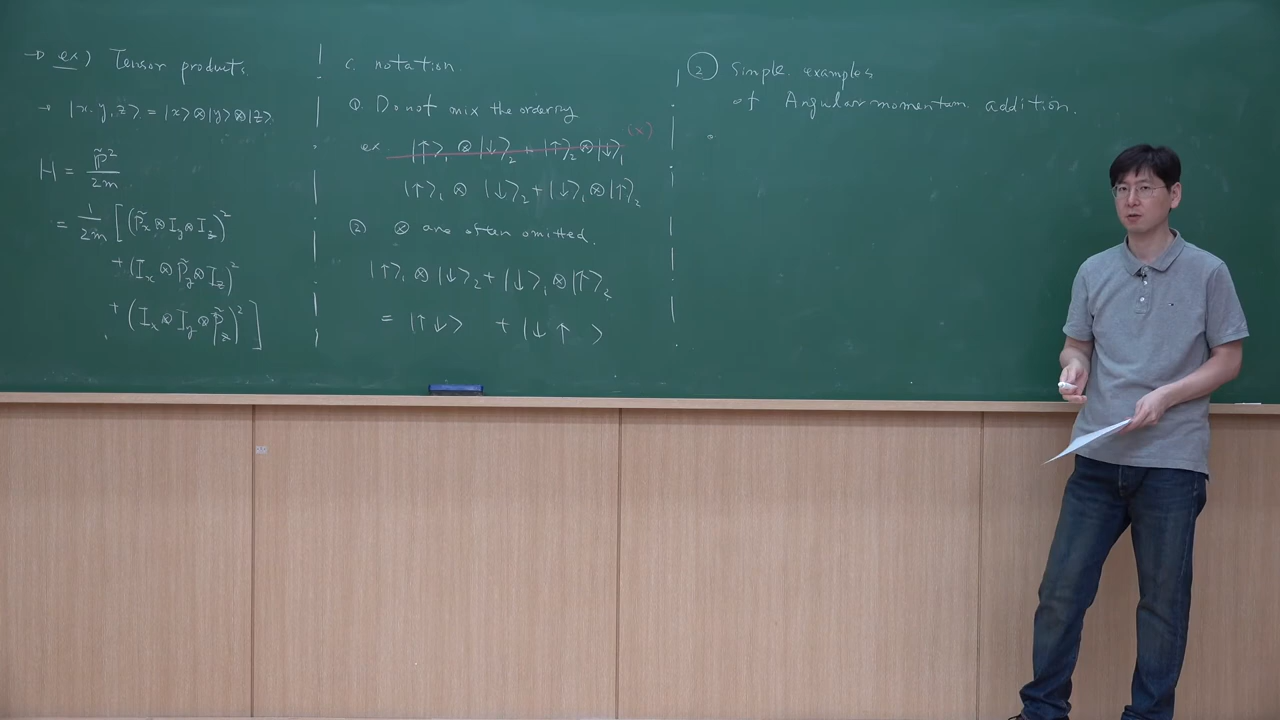 → ex) Tensor products.
→ |x,y,z> = |x>⊗|y>⊗|z>.
H = p̃² / 2m
= 1/2m [ (p̃x⊗Iy⊗Iz)²
+ (Ix⊗p̃y⊗Iz)²
+ (Ix⊗Iy⊗p̃z)² ]
c. notation.
①. Do not mix the ordering
ex. |↑>₁ ⊗ |↓>₂ + |↑>₂ ⊗ |↓>₁ (x)
|↑>₁ ⊗ |↓>₂ + |↓>₁ ⊗ |↑>₂
② ⊗ are often omitted.
|↑>₁ ⊗ |↓>₂ + |↓>₁ ⊗ |↑>₂
= |↑↓> + |↓↑ >
② Simple examples
of Angular momentum addition.